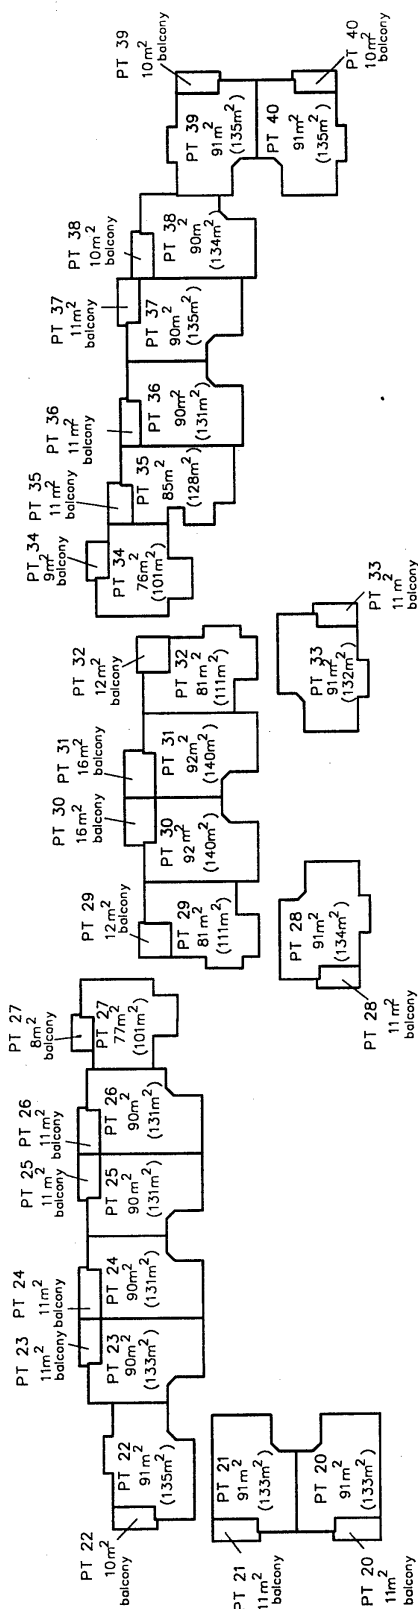 PT 39
10m²
balcony
PT 40
10m²
balcony
PT 39
91m²
(135m²)
PT 40
91m²
(135m²)
PT 38
10m²
balcony
PT 38
90m²
(134m²)
PT 37
11m²
balcony
PT 37
90m²
(135m²)
PT 36
11m²
balcony
PT 36
90m²
(131m²)
PT 35
11m²
balcony
PT 35
85m²
(128m²)
PT 34
9m²
balcony
PT 34
76m²
(101m²)
PT 33
11m²
balcony
PT 33
91m²
(132m²)
PT 32
12m²
balcony
PT 32
81m²
(111m²)
PT 31
16m²
balcony
PT 31
92m²
(140m²)
PT 30
16m²
balcony
PT 30
92m²
(140m²)
PT 29
12m²
balcony
PT 29
81m²
(111m²)
PT 28
91m²
(134m²)
PT 28
11m²
balcony
PT 27
8m²
balcony
PT 27
77m²
(101m²)
PT 26
11m²
balcony
PT 26
90m²
(131m²)
PT 25
11m²
balcony
PT 25
90m²
(131m²)
PT 24
11m²
balcony
PT 24
90m²
(131m²)
PT 23
11m²
balcony
PT 23
90m²
(133m²)
PT 22
91m²
(135m²)
PT 22
10m²
balcony
PT 21
91m²
(133m²)
PT 20
91m²
(133m²)
PT 21
11m²
balcony
PT 20
11m²
balcony